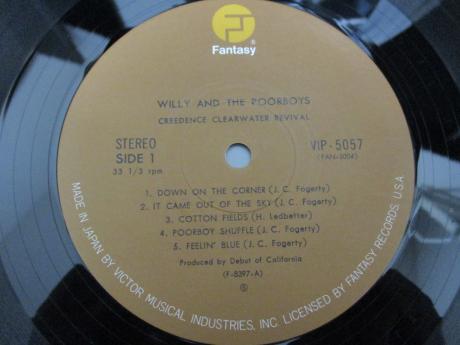 F
Fantasy®
WILLY AND THE POORBOYS
CREEDENCE CLEARWATER REVIVAL
STEREO
SIDE 1
33 1/3 rpm
VIP-5057
(FAN-5004)
1. DOWN ON THE CORNER (J. C. Fogerty)
2. IT CAME OUT OF THE SKY (J. C. Fogerty)
3. COTTON FIELDS (H. Ledbetter)
4. POORBOY SHUFFLE (J. C. Fogerty)
5. FEELIN' BLUE (J. C. Fogerty)
Produced by Debut of California
(F-8397-A)
Ⓢ
MADE IN JAPAN BY VICTOR MUSICAL INDUSTRIES, INC. LICENSED BY FANTASY RECORDS, U.S.A.